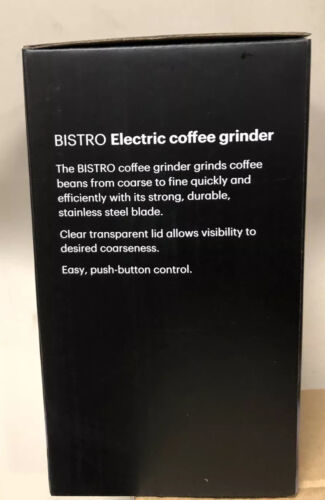 BISTRO Electric coffee grinder
The BISTRO coffee grinder grinds coffee
beans from coarse to fine quickly and
efficiently with its strong, durable,
stainless steel blade.
Clear transparent lid allows visibility to
desired coarseness.
Easy, push-button control.